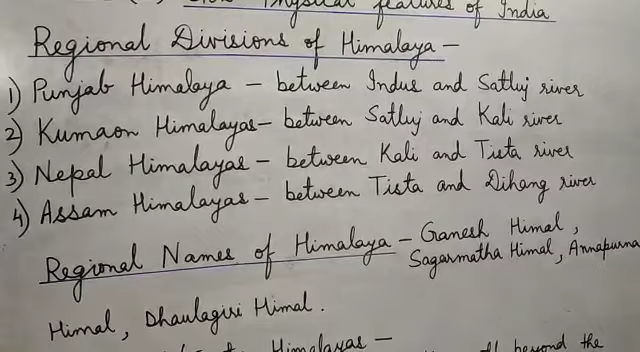 Physical features of India
Regional Divisions of Himalaya –
1) Punjab Himalaya – between Indus and Satluj river
2) Kumaon Himalayas – between Satluj and Kali river
3) Nepal Himalayas – between Kali and Tista river
4) Assam Himalayas – between Tista and Dihang river
Regional Names of Himalaya – Ganesh Himal,
Sagarmatha Himal, Annapurna
Himal, Dhaulagiri Himal.
Himalayas – beyond the